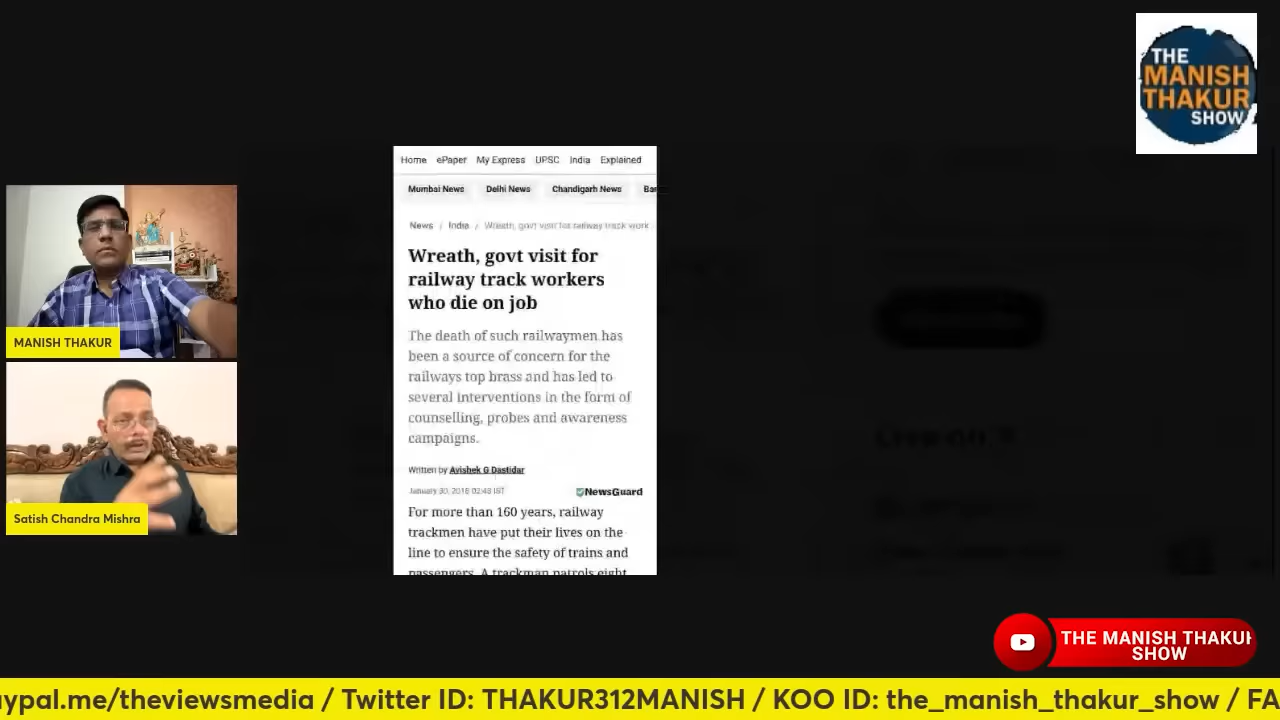 THE
MANISH
THAKUR
SHOW
Home ePaper My Express UPSC India Explained
Mumbai News Delhi News Chandigarh News
News / India / Wreath, govt visit for railway track work
Wreath, govt visit for
railway track workers
who die on job
The death of such railwaymen has
been a source of concern for the
railways top brass and has led to
several interventions in the form of
counselling, probes and awareness
campaigns.
Written by Avishek G Dastidar
January 30, 2016 02:48 IST
NewsGuard
For more than 160 years, railway
trackmen have put their lives on the
line to ensure the safety of trains and
passengers. A trackman patrols eight
MANISH THAKUR
Satish Chandra Mishra
THE MANISH THAKUR
SHOW
ypal.me/theviewsmedia / Twitter ID: THAKUR312MANISH / KOO ID: the_manish_thakur_show / FA